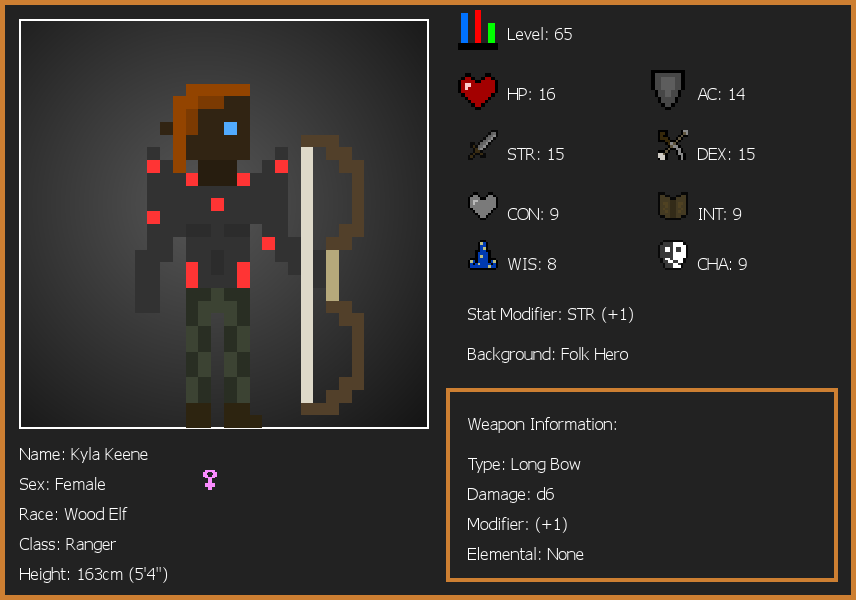 Level: 65
HP: 16
AC: 14
STR: 15
DEX: 15
CON: 9
INT: 9
WIS: 8
CHA: 9
Stat Modifier: STR (+1)
Background: Folk Hero
Weapon Information:
Type: Long Bow
Damage: d6
Modifier: (+1)
Elemental: None
Name: Kyla Keene
Sex: Female
Race: Wood Elf
Class: Ranger
Height: 163cm (5'4")